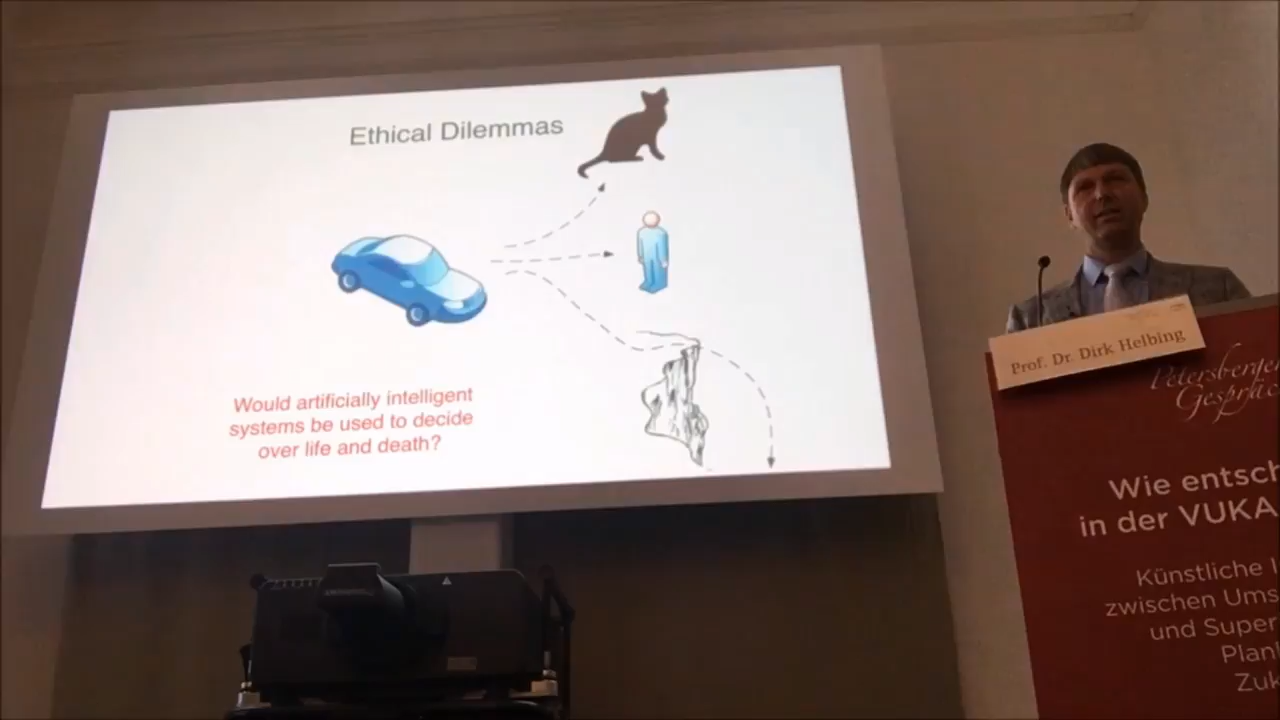 Ethical Dilemmas
Would artificially intelligent
systems be used to decide
over life and death?
Prof. Dr. Dirk Helbing
Petersberger
Gespräc
Wie entsch
in der VUKA
Künstliche I
zwischen Ums
und Super
Plan
Zuk